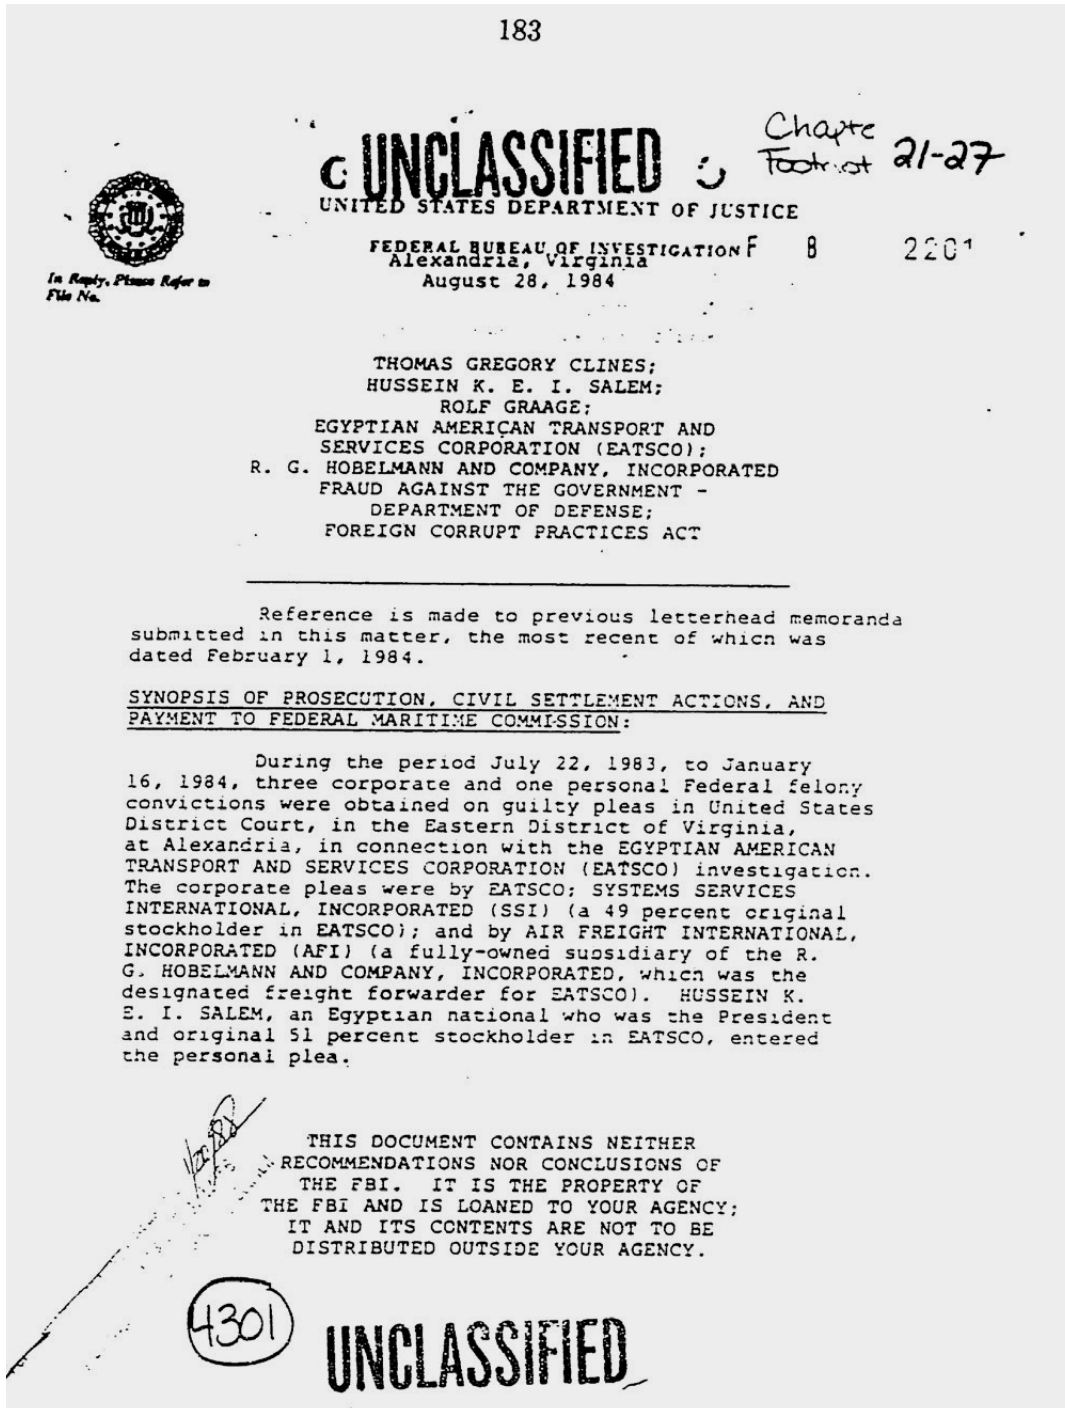 183
UNCLASSIFIED
Chapte
Footnot 21-27
UNITED STATES DEPARTMENT OF JUSTICE
FEDERAL BUREAU OF INVESTIGATION F B 2201
Alexandria, Virginia
In Reply, Please Refer to
File No.
August 28, 1984
THOMAS GREGORY CLINES;
HUSSEIN K. E. I. SALEM;
ROLF GRAAGE;
EGYPTIAN AMERICAN TRANSPORT AND
SERVICES CORPORATION (EATSCO);
R. G. HOBELMANN AND COMPANY, INCORPORATED
FRAUD AGAINST THE GOVERNMENT -
DEPARTMENT OF DEFENSE;
FOREIGN CORRUPT PRACTICES ACT
Reference is made to previous letterhead memoranda
submitted in this matter, the most recent of which was
dated February 1, 1984.
SYNOPSIS OF PROSECUTION, CIVIL SETTLEMENT ACTIONS, AND
PAYMENT TO FEDERAL MARITIME COMMISSION:
During the period July 22, 1983, to January
16, 1984, three corporate and one personal Federal felony
convictions were obtained on guilty pleas in United States
District Court, in the Eastern District of Virginia,
at Alexandria, in connection with the EGYPTIAN AMERICAN
TRANSPORT AND SERVICES CORPORATION (EATSCO) investigation.
The corporate pleas were by EATSCO; SYSTEMS SERVICES
INTERNATIONAL, INCORPORATED (SSI) (a 49 percent original
stockholder in EATSCO); and by AIR FREIGHT INTERNATIONAL,
INCORPORATED (AFI) (a fully-owned subsidiary of the R.
G. HOBELMANN AND COMPANY, INCORPORATED, which was the
designated freight forwarder for EATSCO). HUSSEIN K.
E. I. SALEM, an Egyptian national who was the President
and original 51 percent stockholder in EATSCO, entered
the personal plea.
THIS DOCUMENT CONTAINS NEITHER
RECOMMENDATIONS NOR CONCLUSIONS OF
THE FBI. IT IS THE PROPERTY OF
THE FBI AND IS LOANED TO YOUR AGENCY;
IT AND ITS CONTENTS ARE NOT TO BE
DISTRIBUTED OUTSIDE YOUR AGENCY.
4301
UNCLASSIFIED